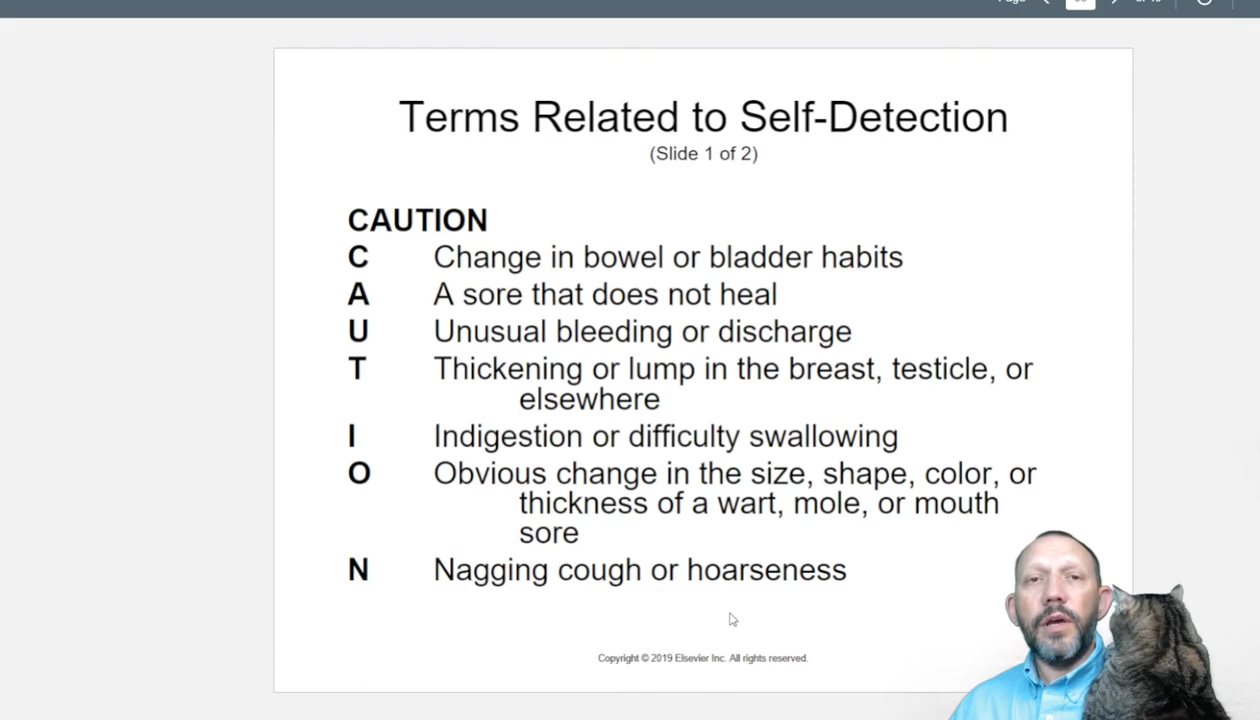 Terms Related to Self-Detection
(Slide 1 of 2)
CAUTION
C Change in bowel or bladder habits
A A sore that does not heal
U Unusual bleeding or discharge
T Thickening or lump in the breast, testicle, or
elsewhere
I Indigestion or difficulty swallowing
O Obvious change in the size, shape, color, or
thickness of a wart, mole, or mouth
sore
N Nagging cough or hoarseness
Copyright © 2019 Elsevier Inc. All rights reserved.